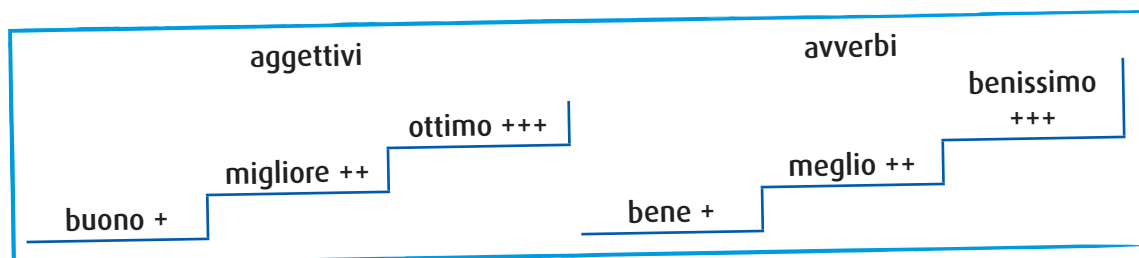 aggettivi
ottimo +++
migliore ++
buono +
avverbi
benissimo
+++
meglio ++
bene +